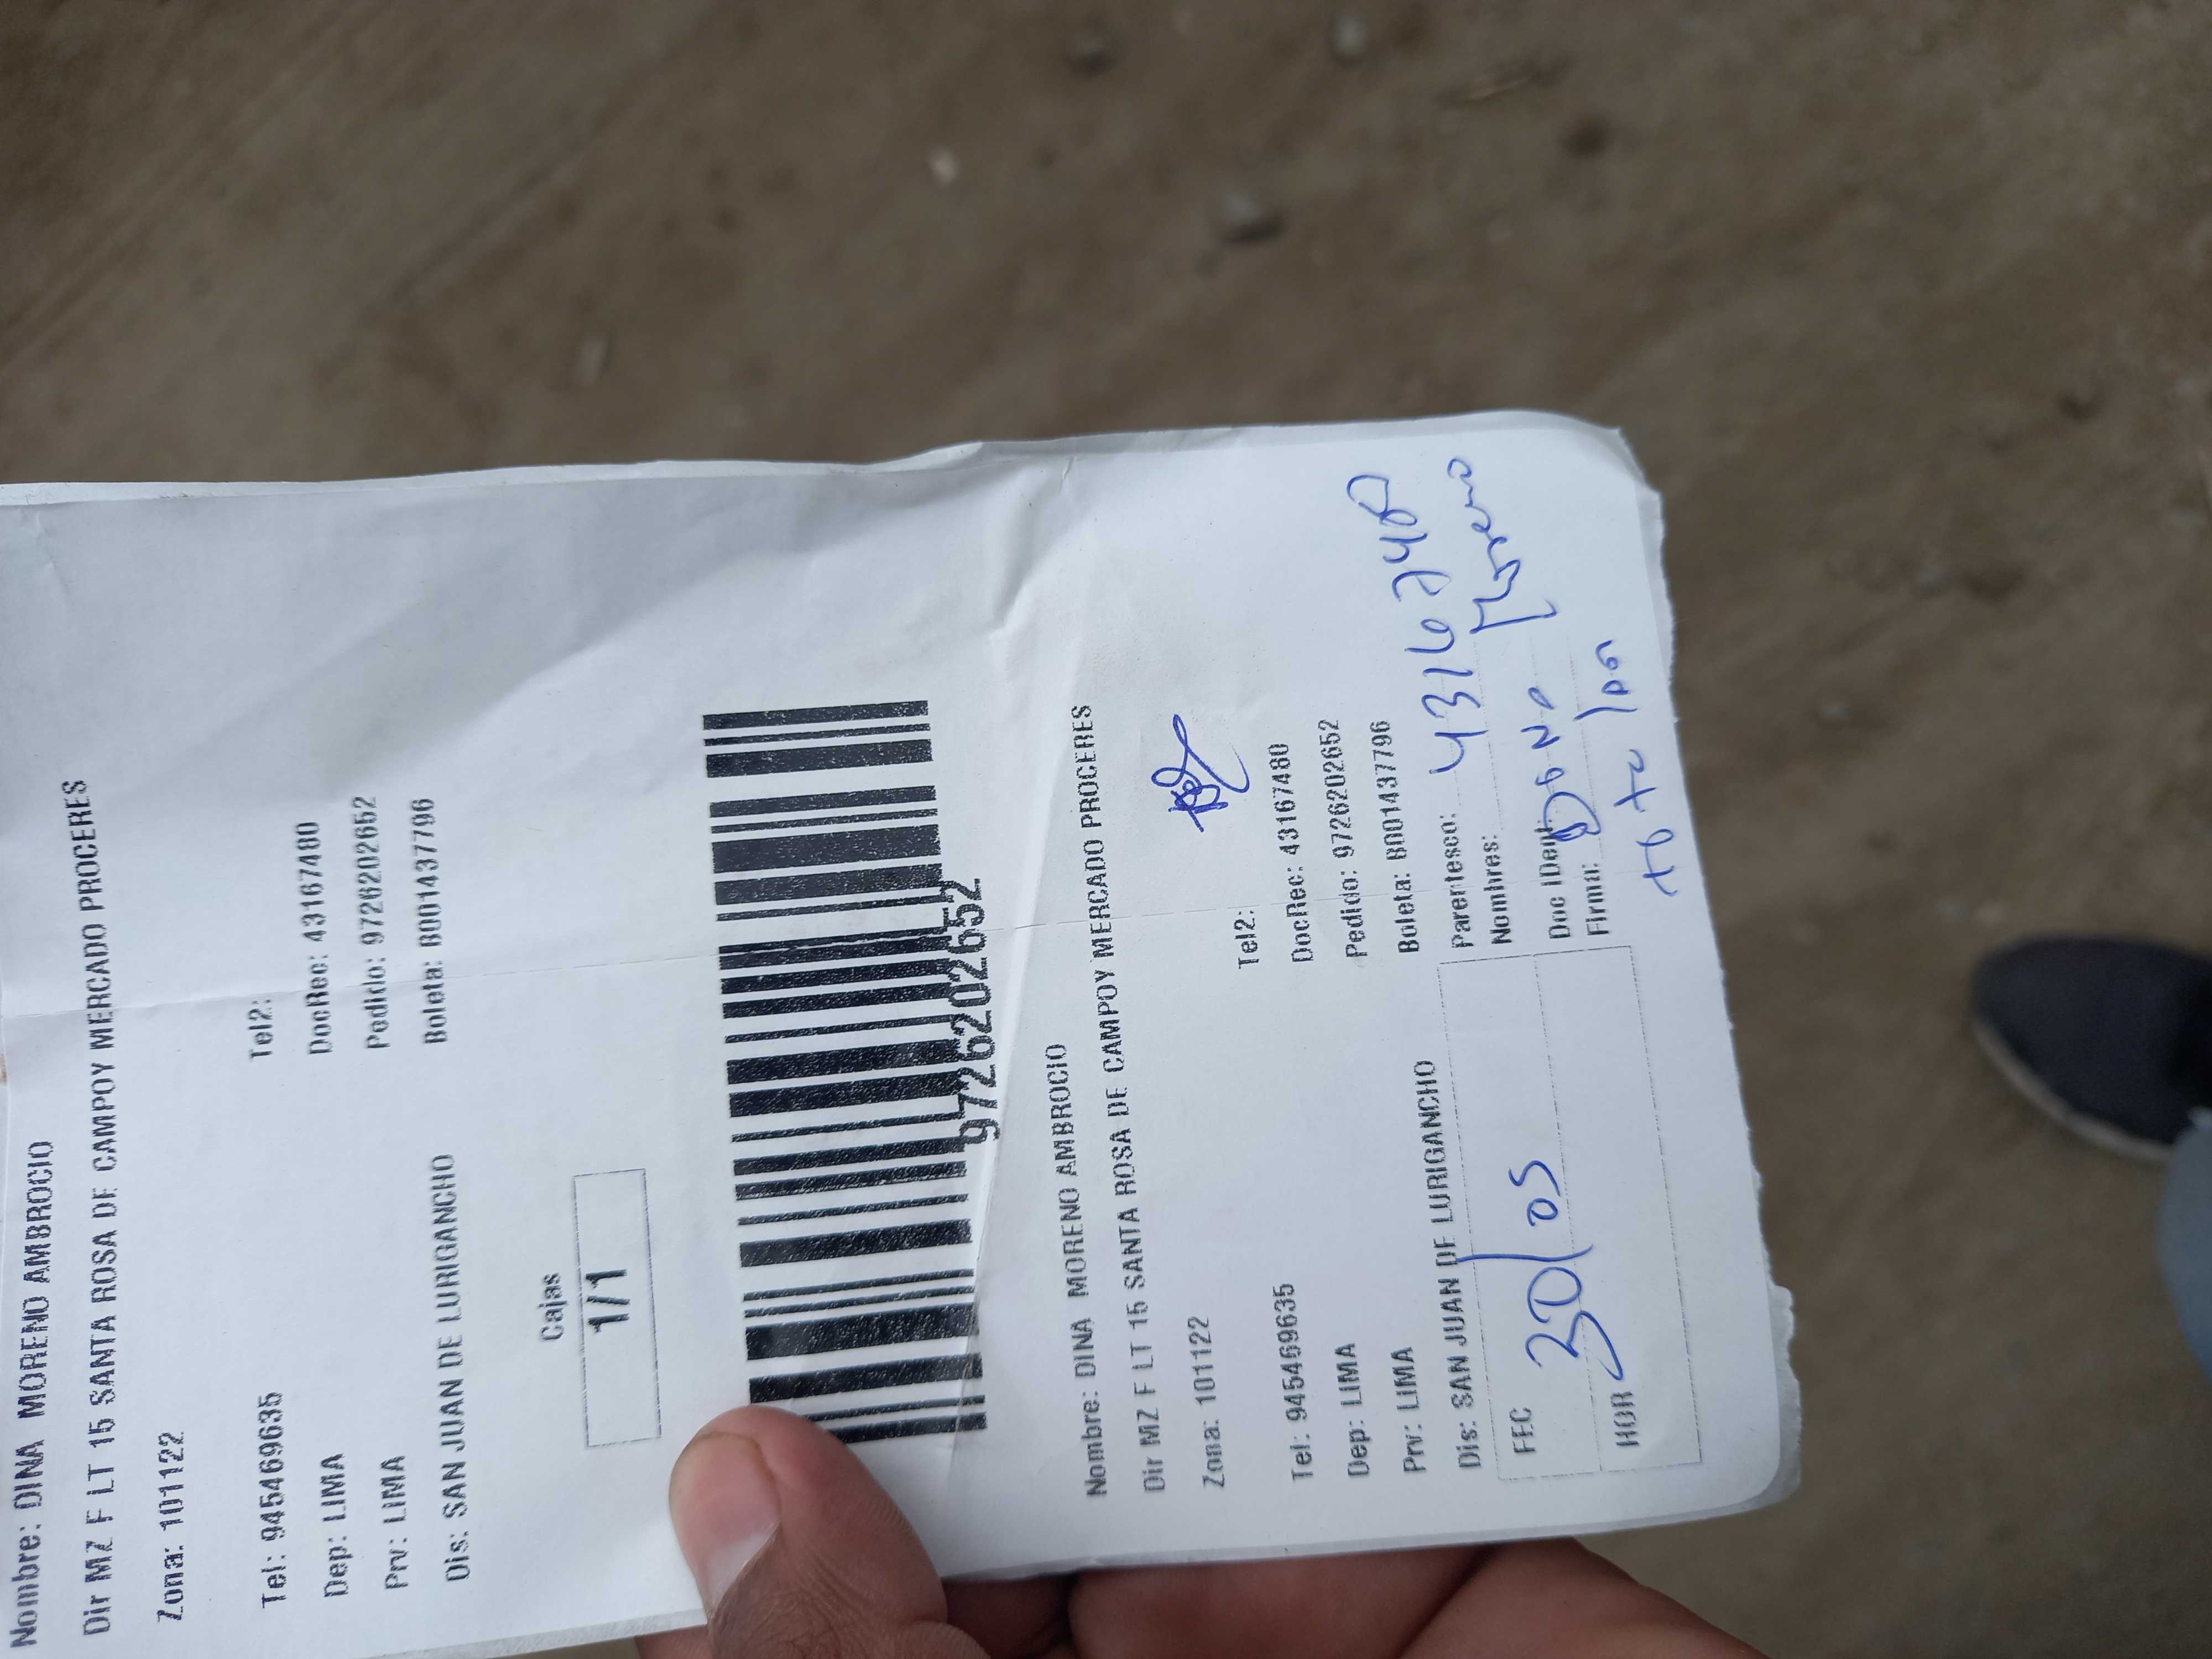 Nombre: DINA MORENO AMBROCIO
Dir MZ F LT 15 SANTA ROSA DE CAMPOY MERCADO PROCERES
Zona: 101122
Tel: 945469635 Tel2:
Dep: LIMA DocRec: 43167480
Prv: LIMA Pedido: 9726202652
Dis: SAN JUAN DE LURIGANCHO Boleta: B001437796
Cajas
1/1
9726202652
Nombre: DINA MORENO AMBROCIO
Dir MZ F LT 15 SANTA ROSA DE CAMPOY MERCADO PROCERES
Zona: 101122
Tel: 945469635 Tel2:
Dep: LIMA DocRec: 43167480
Prv: LIMA Pedido: 9726202652
Dis: SAN JUAN DE LURIGANCHO Boleta: B001437796
FEC 30/05 Parentesco: 43167480
Nombres: Moreno
HOR Doc IDen:
Firma: